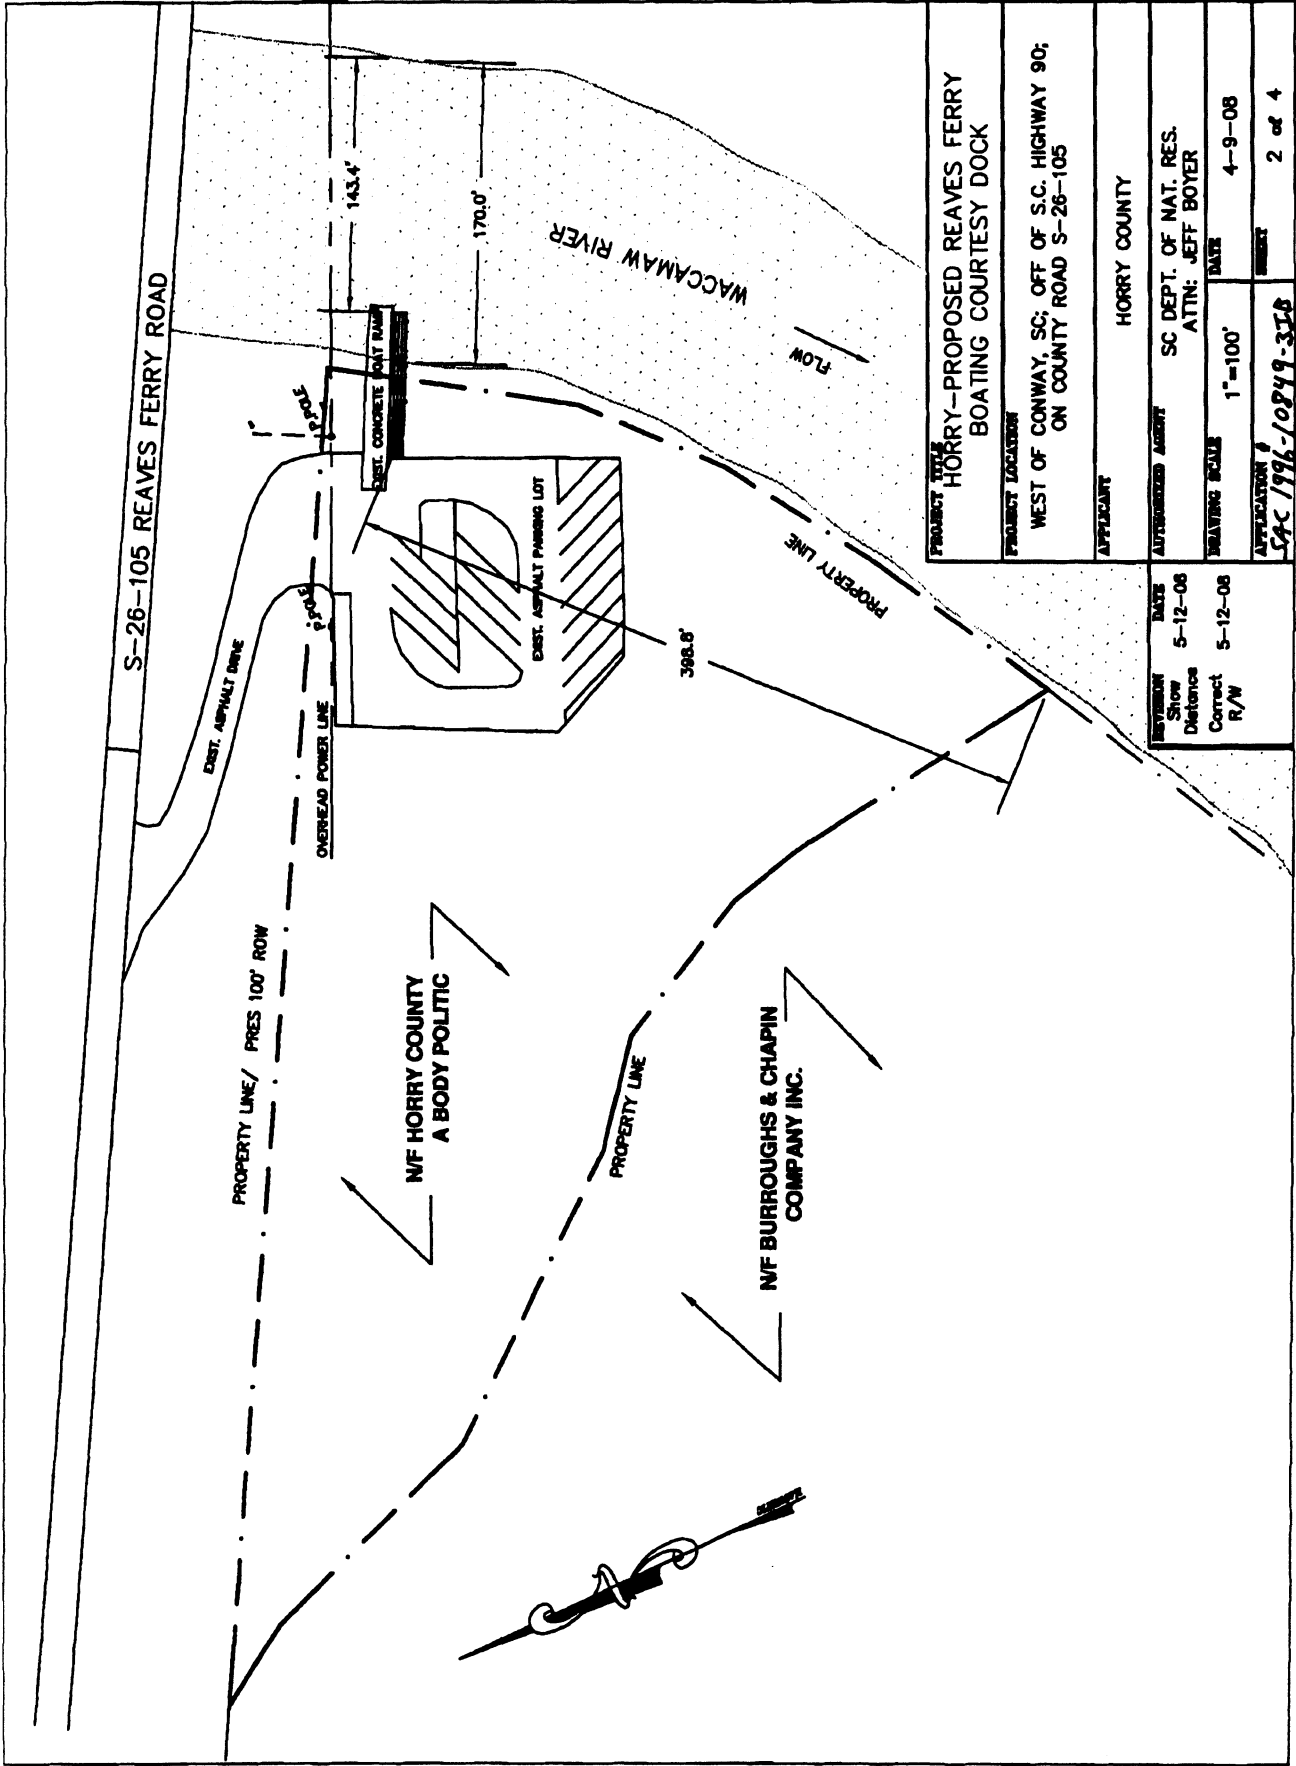 S-26-105 REAVES FERRY ROAD
EXIST. ASPHALT DRIVE
PROPERTY LINE/ PRES 100' ROW
OVERHEAD POWER LINE
P.POLE
P.POLE
EXIST. CONCRETE BOAT RAMP
EXIST. ASPHALT PARKING LOT
143.4'
170.0'
WACCAMAW RIVER
FLOW
398.8'
PROPERTY LINE
N/F HORRY COUNTY
A BODY POLITIC
PROPERTY LINE
N/F BURROUGHS & CHAPIN
COMPANY INC.
PROJECT TITLE
HORRY-PROPOSED REAVES FERRY
BOATING COURTESY DOCK
PROJECT LOCATION
WEST OF CONWAY, SC; OFF OF S.C. HIGHWAY 90;
ON COUNTY ROAD S-26-105
APPLICANT
HORRY COUNTY
AUTHORIZED AGENT
SC DEPT. OF NAT. RES.
ATTN: JEFF BOYER
DRAWING SCALE
1"=100'
DATE
4-9-08
APPLICATION #
SAC 1996-10849-3IB
SHEET
2 of 4
REVISION DATE
Show
Distance 5-12-08
Correct
R/W 5-12-08